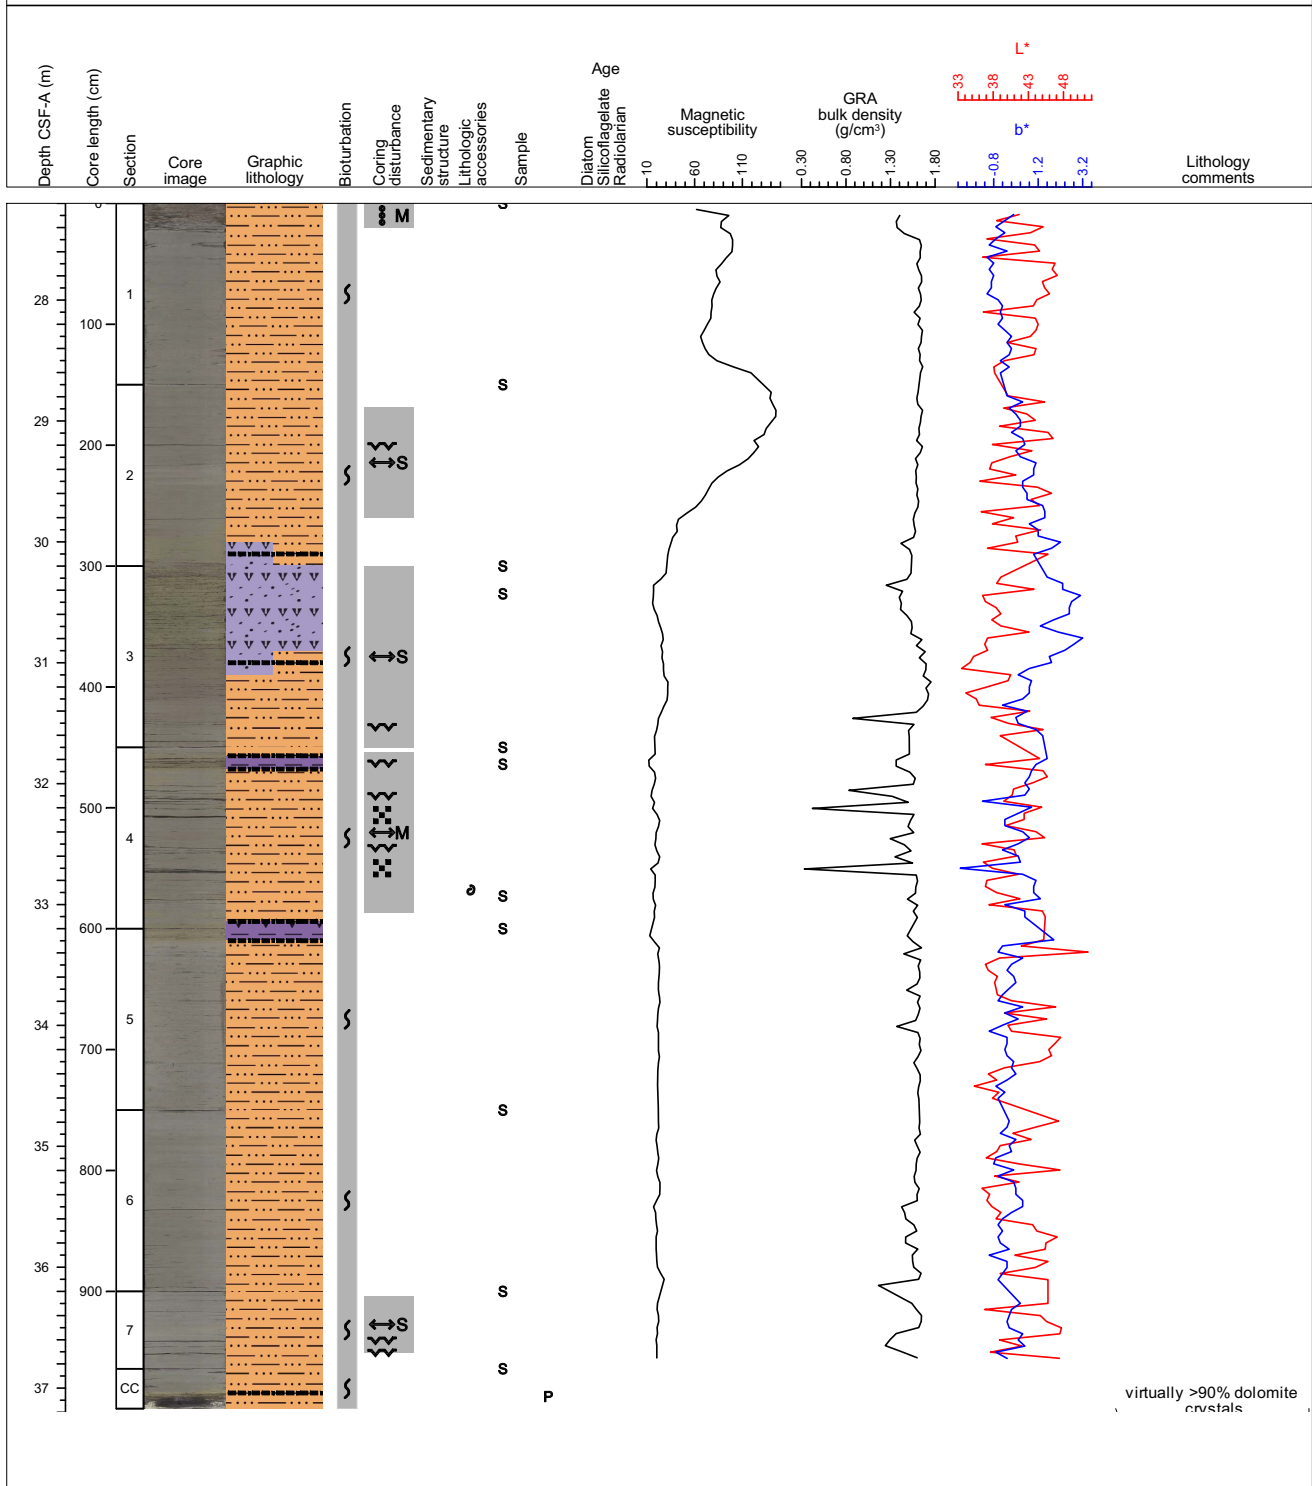 Depth CSF-A (m)
Core length (cm)
Section
Core
image
Graphic
lithology
Bioturbation
Coring
disturbance
Sedimentary
structure
Lithologic
accessories
Sample
Age
Diatom
Silicoflagellate
Radiolarian
Magnetic
susceptibility
10
60
10
GRA
bulk density
(g/cm³)
0.30
0.80
1.30
1.80
L*
33
38
43
48
b*
-0.8
1.2
3.2
Lithology
comments
0
S
M
1
28
100
S
29
200
S
2
30
300
S
S
3
S
31
400
S
S
32
500
M
4
S
33
600
S
5
34
700
S
35
800
6
36
900
S
S
7
S
CC
37
P
virtually >90% dolomite
crystals